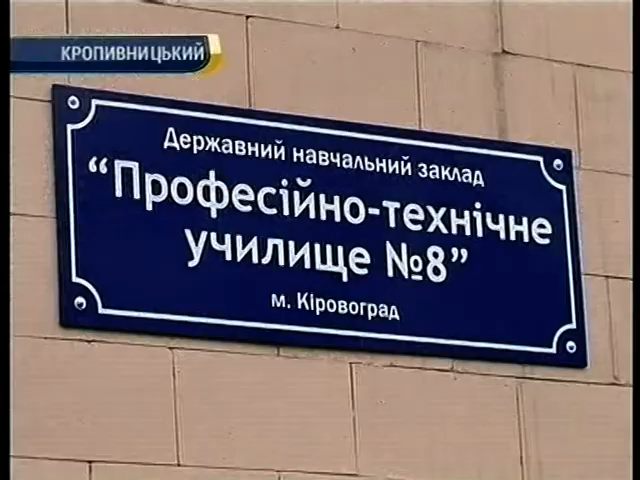 КРОПИВНИЦЬКИЙ
Державний навчальний заклад
“Професійно-технічне
училище №8”
м. Кіровоград